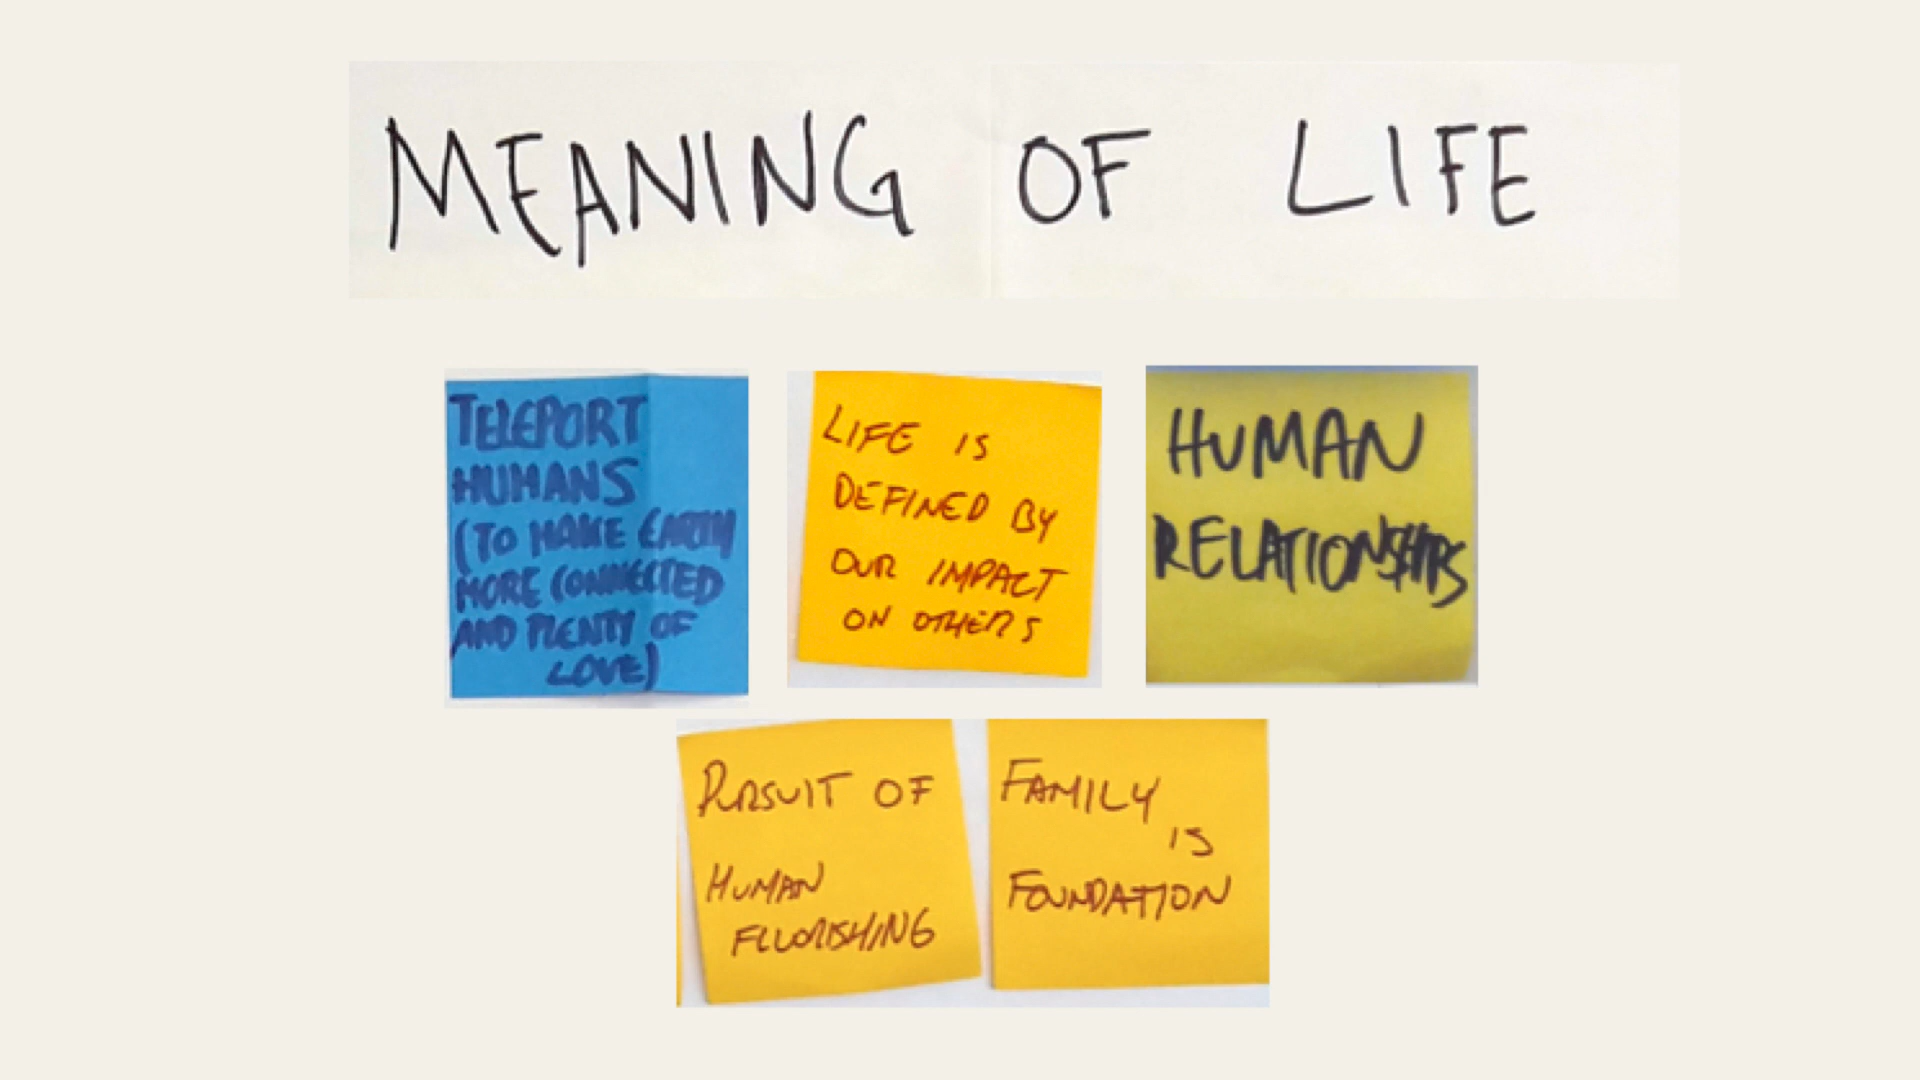 MEANING OF LIFE
TELEPORT
HUMANS
(TO MAKE EARTH
MORE CONNECTED
AND PLENTY OF
LOVE)
LIFE IS
DEFINED BY
OUR IMPACT
ON OTHERS
HUMAN
RELATIONSHIPS
PURSUIT OF
HUMAN
FLUORISHING
FAMILY
IS
FOUNDATION